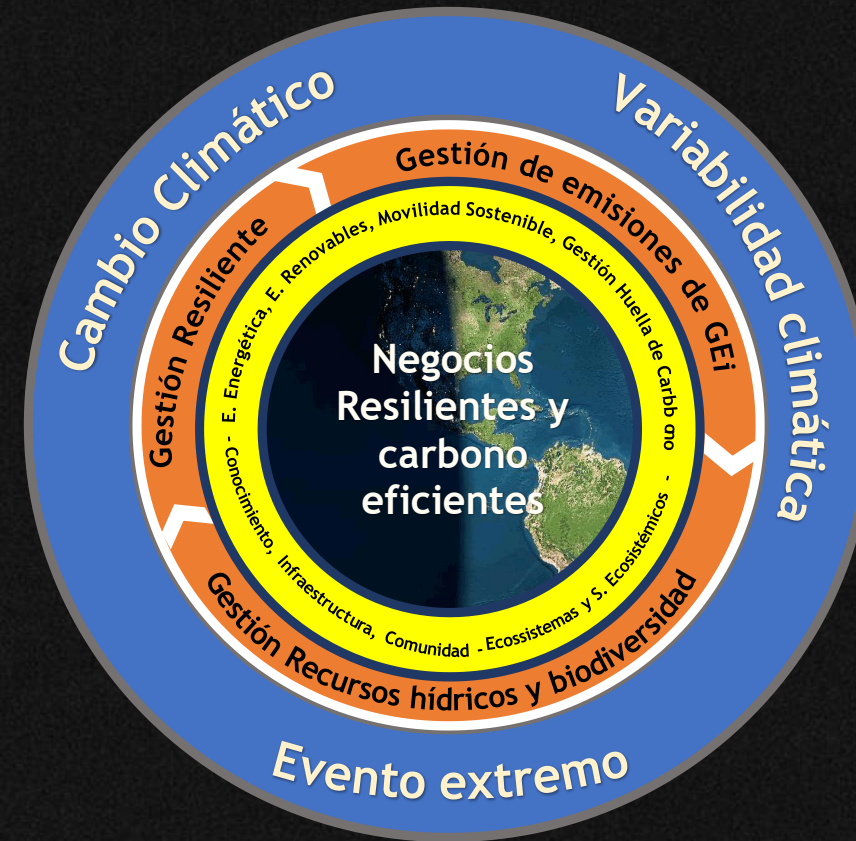 Cambio Climático
Variabilidad climática
Evento extremo
Gestión Resiliente
Gestión de emisiones de GEi
Gestión Recursos hídricos y biodiversidad
- E. Energética, E. Renovables, Movilidad Sostenible, Gestión Huella de Carbb ono
Ecossistemas y S. Ecosistémicos -
Conocimiento, Infraestructura, Comunidad -
Negocios
Resilientes y
carbono
eficientes